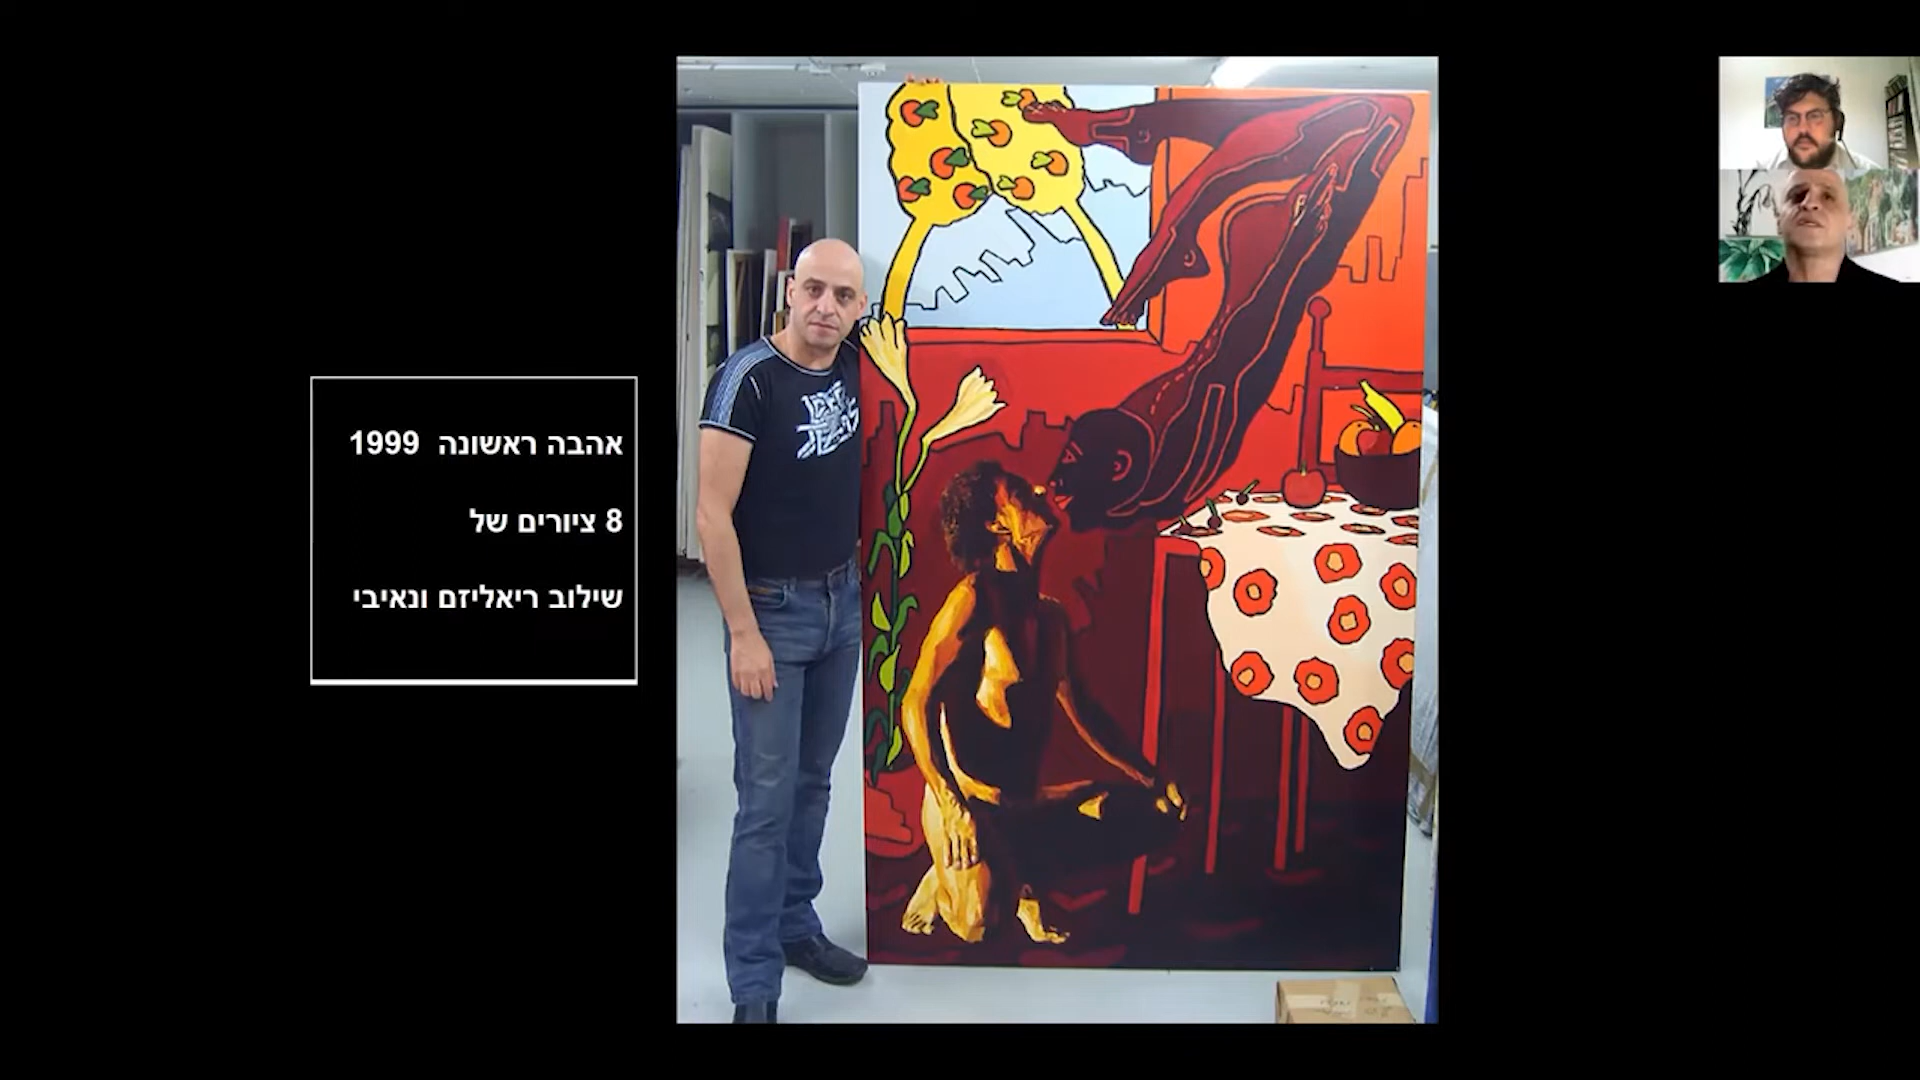 אהבה ראשונה 1999
8 ציורים של
שילוב ריאליזם ונאיבי